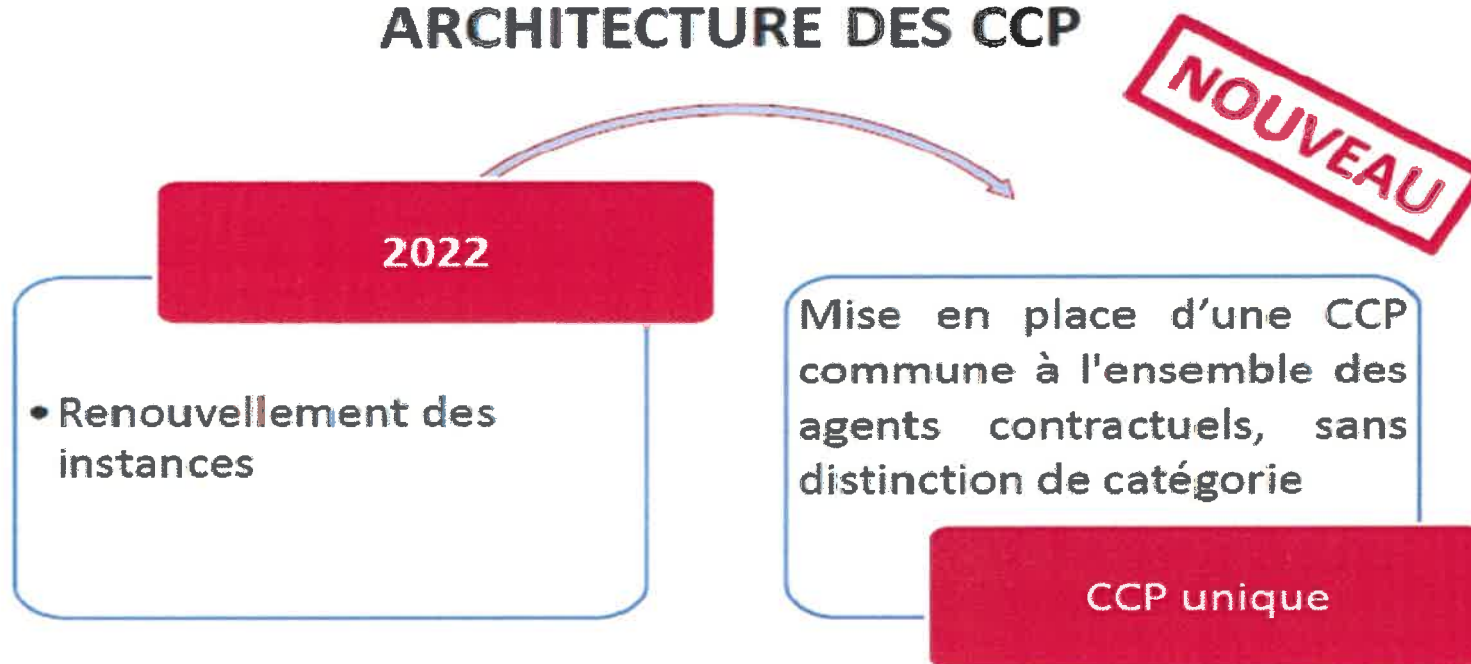 ARCHITECTURE DES CCP
NOUVEAU
2022
• Renouvellement des
instances
Mise en place d’une CCP
commune à l'ensemble des
agents contractuels, sans
distinction de catégorie
CCP unique